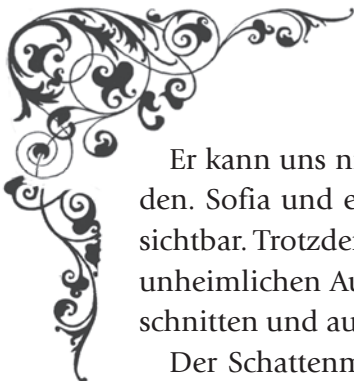 Er kann uns
den. Sofia und
sichtbar.
unheimlichen
schnitten und
Der